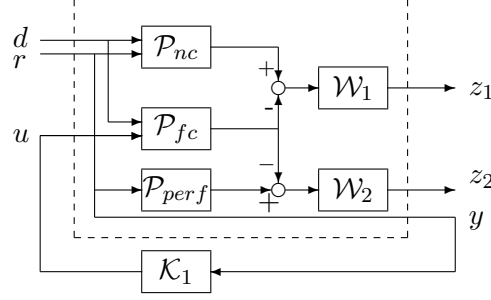 d
r
P_nc
+
W_1
z_1
-
u
P_fc
−
P_perf
+
W_2
z_2
y
K_1